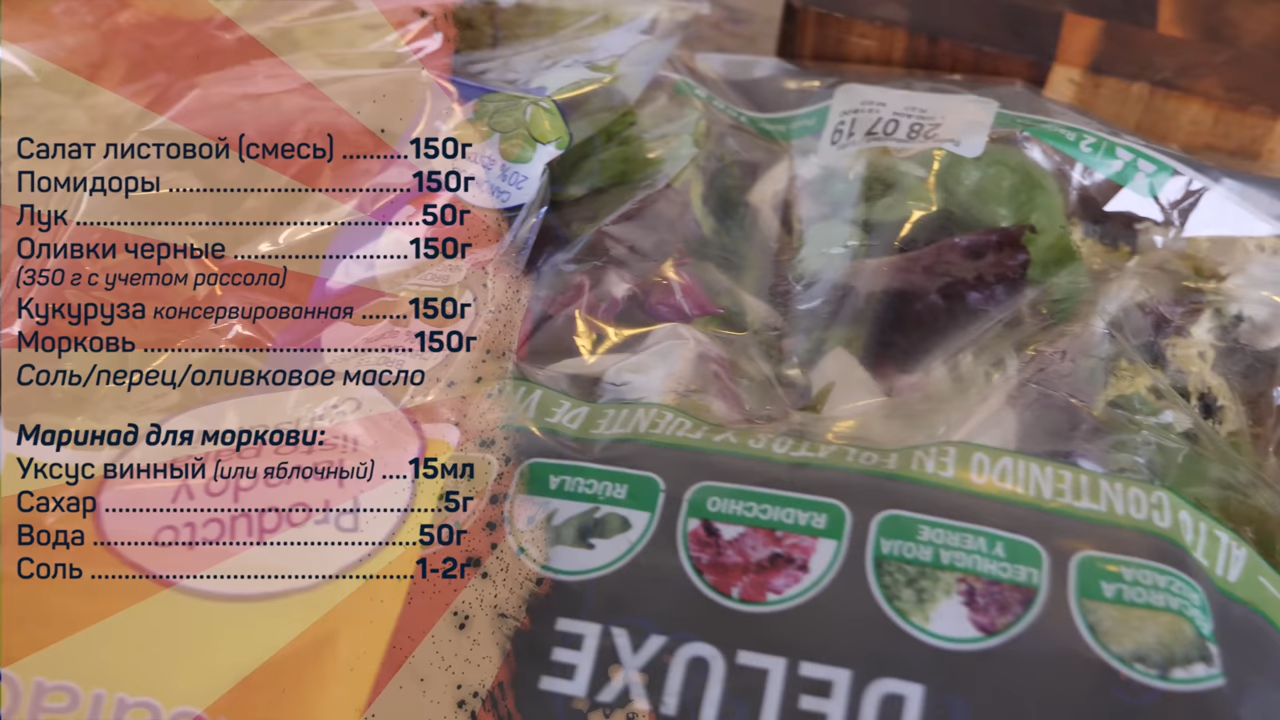 Салат листовой (смесь) ..........150г
Помидоры.....................................150г
Лук ....................................................50г
Оливки черные ..........................150г
(350 г с учетом рассола)
Кукуруза консервированная .......150г
Морковь ........................................150г
Соль/перец/оливковое масло
Маринад для моркови:
Уксус винный (или яблочный) ....15мл
Сахар ...................................................5г
Вода .................................................50г
Соль .................................................1-2г
28 07 19
20%
ALTO CONTENIDO EN FOLATOS Y FUENTE DE
RÚCULA
RADICCHIO
LECHUGA ROJA
Y VERDE
ESCAROLA
RIZADA
DELUXE
Producto